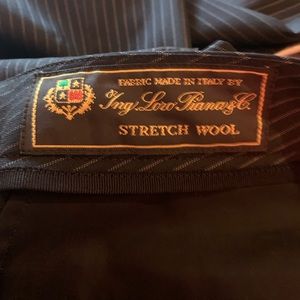 FABRIC MADE IN ITALY BY
Ing. Loro Piana & C.
STRETCH WOOL